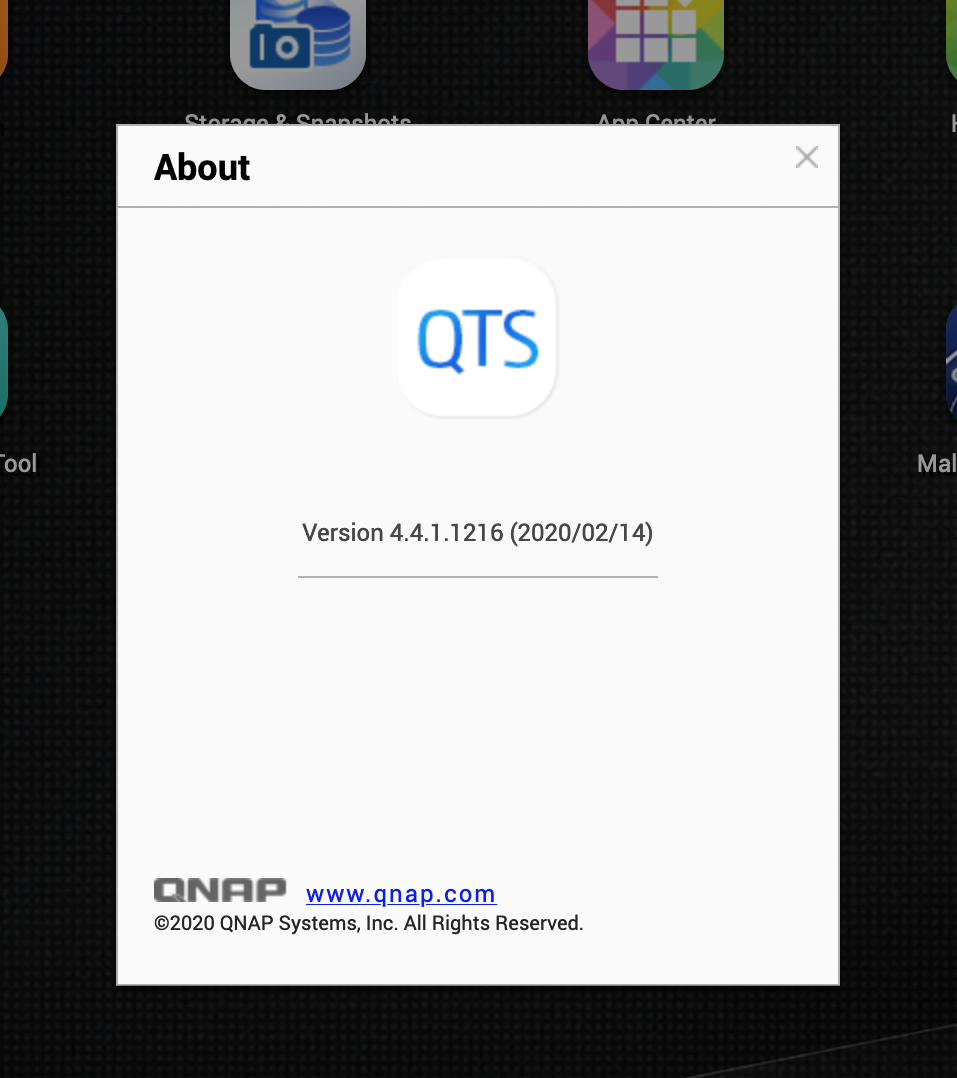 Storage & Snapshots
App Center
About
QTS
Tool
Mal
Version 4.4.1.1216 (2020/02/14)
QNAP www.qnap.com
©2020 QNAP Systems, Inc. All Rights Reserved.